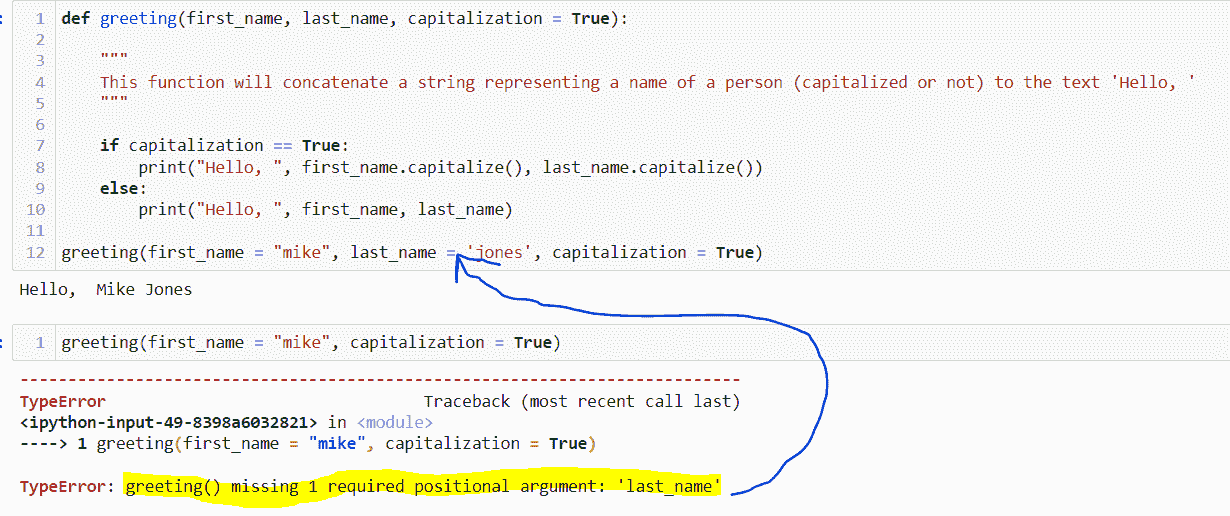 1 def greeting(first_name, last_name, capitalization = True):
2
3 """
4 This function will concatenate a string representing a name of a person (capitalized or not) to the text 'Hello, '
5 """
6
7 if capitalization == True:
8 print("Hello, ", first_name.capitalize(), last_name.capitalize())
9 else:
10 print("Hello, ", first_name, last_name)
11
12 greeting(first_name = "mike", last_name = 'jones', capitalization = True)
Hello,  Mike Jones
1 greeting(first_name = "mike", capitalization = True)
---------------------------------------------------------------------------
TypeError Traceback (most recent call last)
<ipython-input-49-8398a6032821> in <module>
----> 1 greeting(first_name = "mike", capitalization = True)
TypeError: greeting() missing 1 required positional argument: 'last_name'